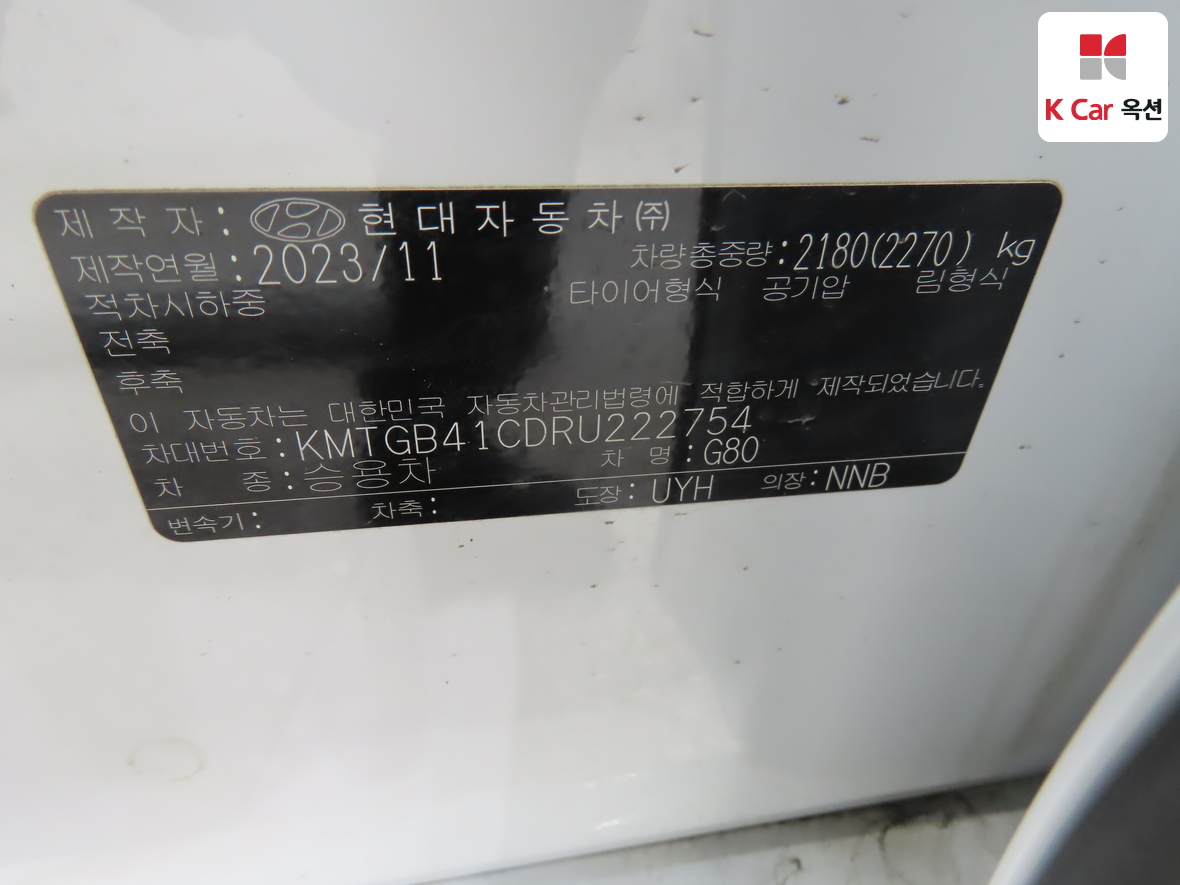 K Car 옥션
제 작 자 : HYUNDAI 현 대 자 동 차 ㈜
제작연월 : 2023/11 차량총중량 : 2180(2270) kg
적차시하중 타이어형식 공기압 림형식
전축
후축
이 자동차는 대한민국 자동차관리법령에 적합하게 제작되었습니다.
차대번호 : KMTGB41CDRU222754
차 종 : 승용차 차 명 : G80
변속기 : 차축 : 도장 : UYH 의장 : NNB